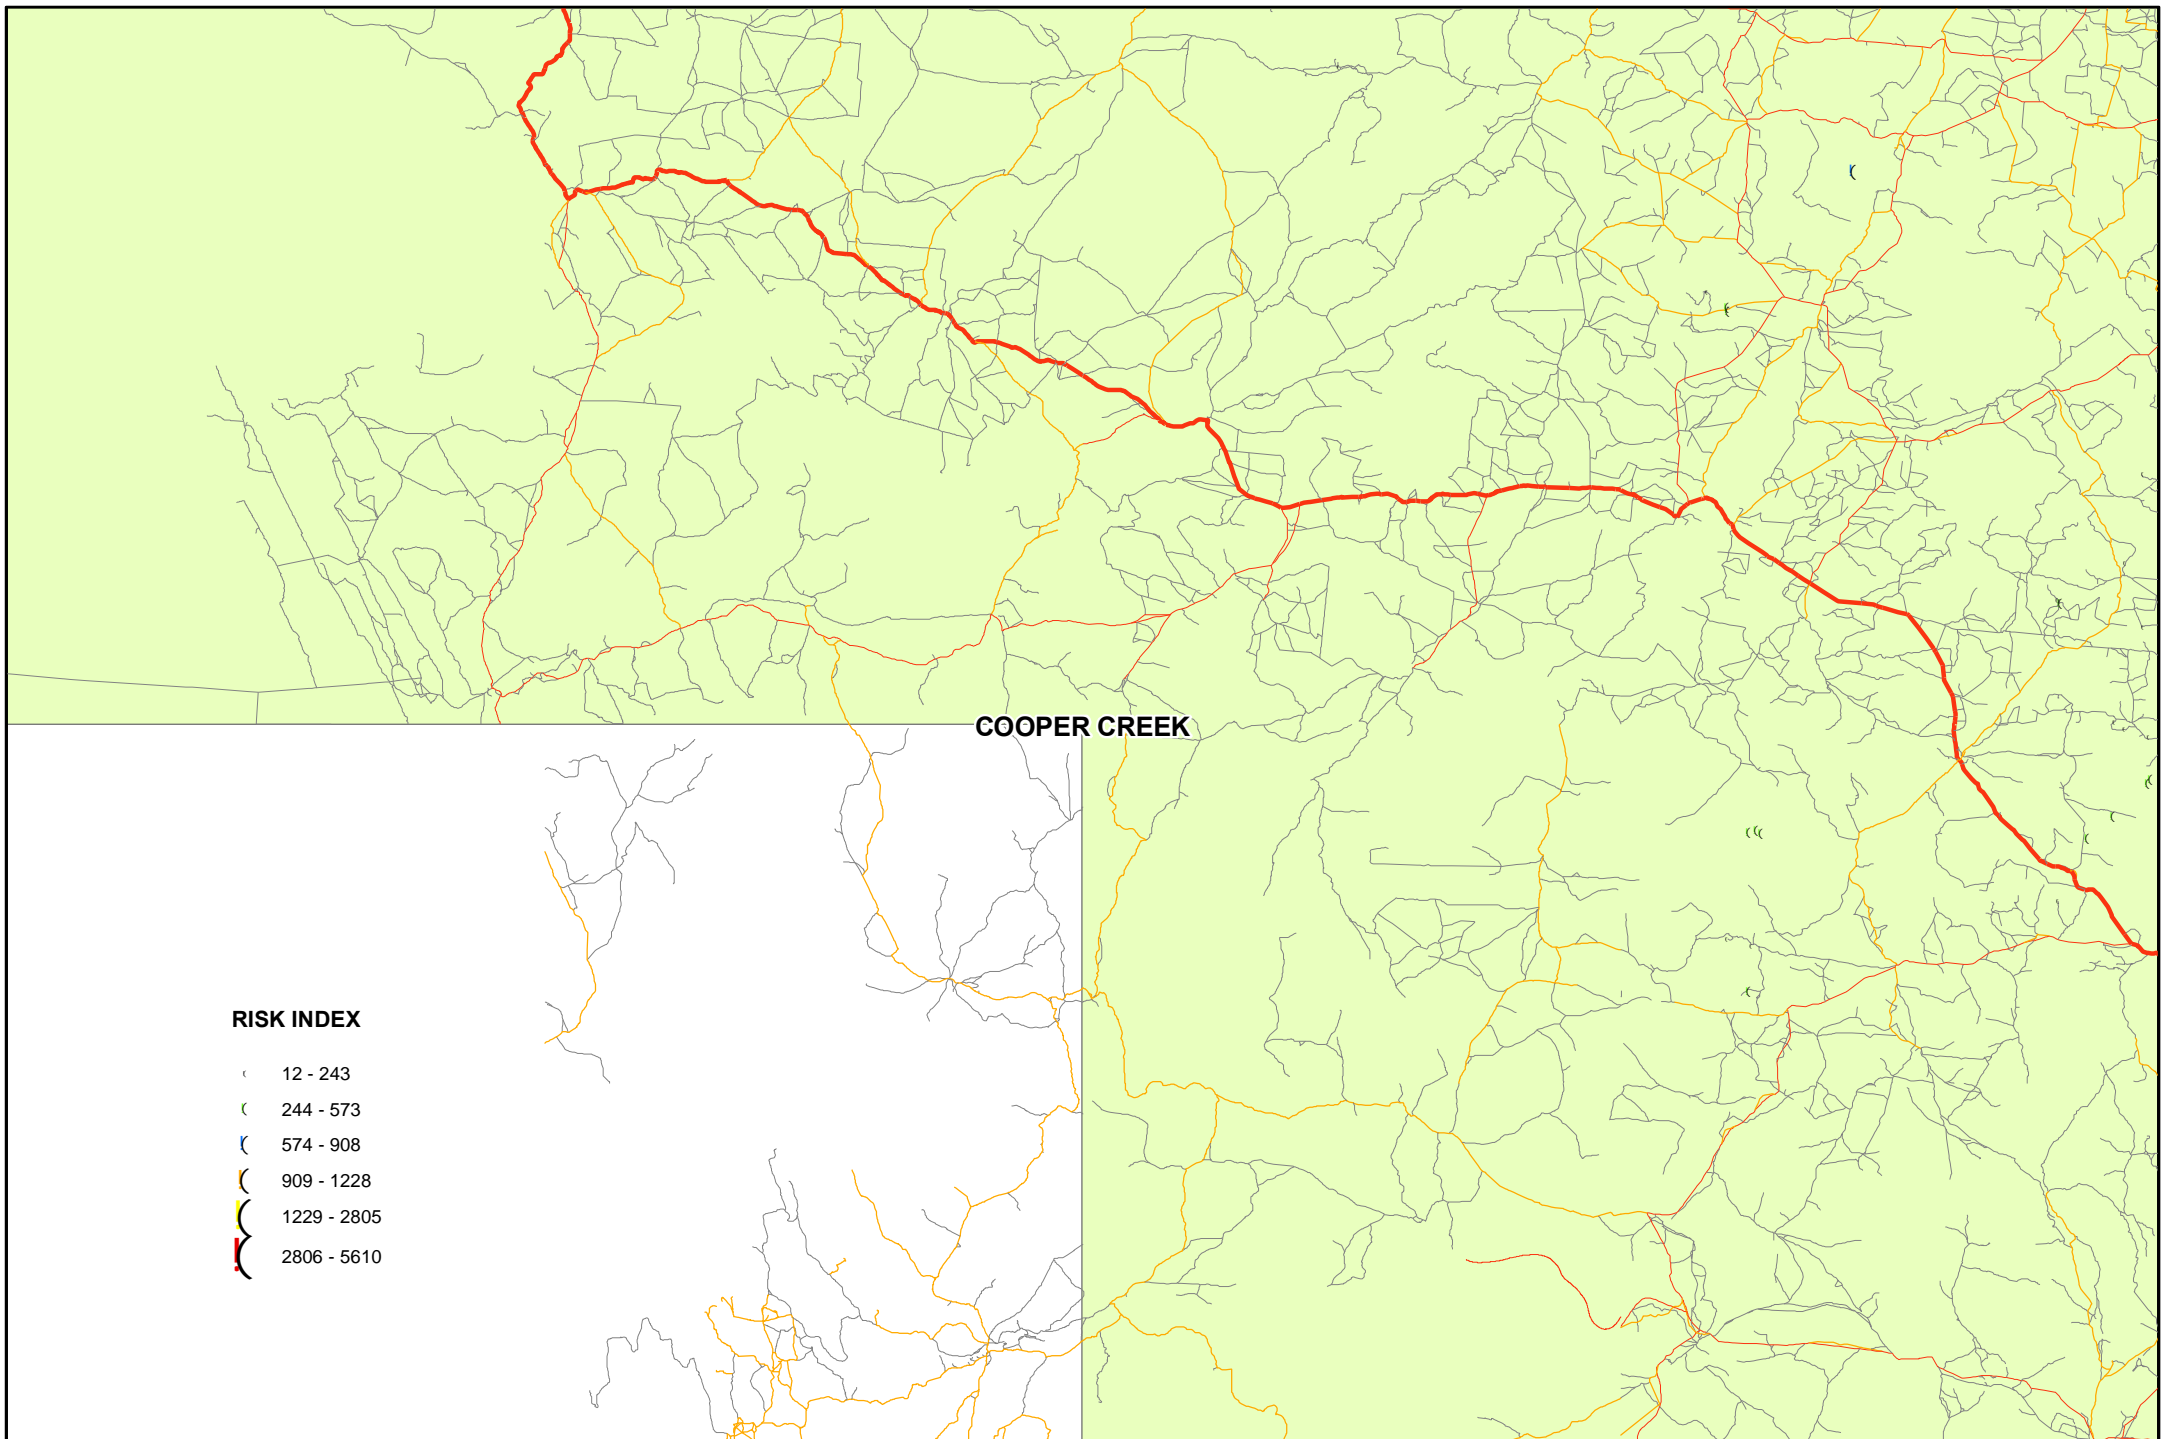 COOPER CREEK
RISK INDEX
12 - 243
244 - 573
574 - 908
909 - 1228
1229 - 2805
2806 - 5610